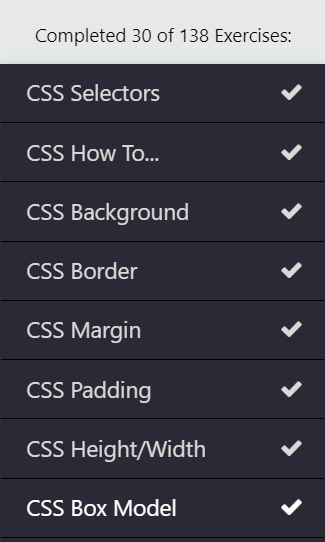 Completed 30 of 138 Exercises:
CSS Selectors
CSS How To...
CSS Background
CSS Border
CSS Margin
CSS Padding
CSS Height/Width
CSS Box Model